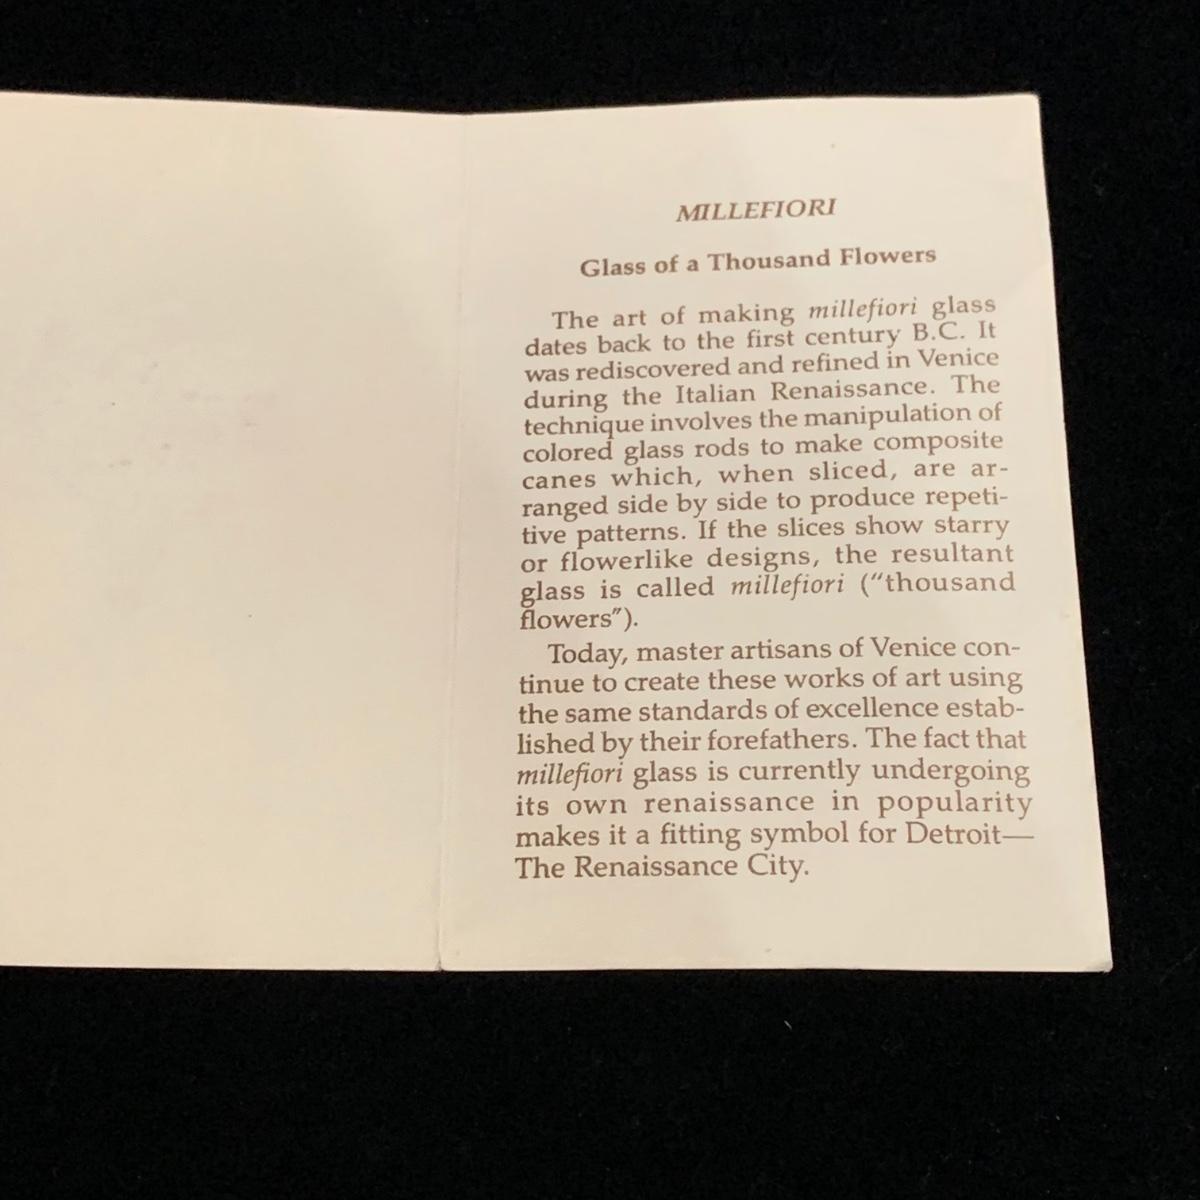 MILLEFIORI
Glass of a Thousand Flowers
The art of making millefiori glass
dates back to the first century B.C. It
was rediscovered and refined in Venice
during the Italian Renaissance. The
technique involves the manipulation of
colored glass rods to make composite
canes which, when sliced, are ar-
ranged side by side to produce repeti-
tive patterns. If the slices show starry
or flowerlike designs, the resultant
glass is called millefiori (“thousand
flowers”).
Today, master artisans of Venice con-
tinue to create these works of art using
the same standards of excellence estab-
lished by their forefathers. The fact that
millefiori glass is currently undergoing
its own renaissance in popularity
makes it a fitting symbol for Detroit—
The Renaissance City.